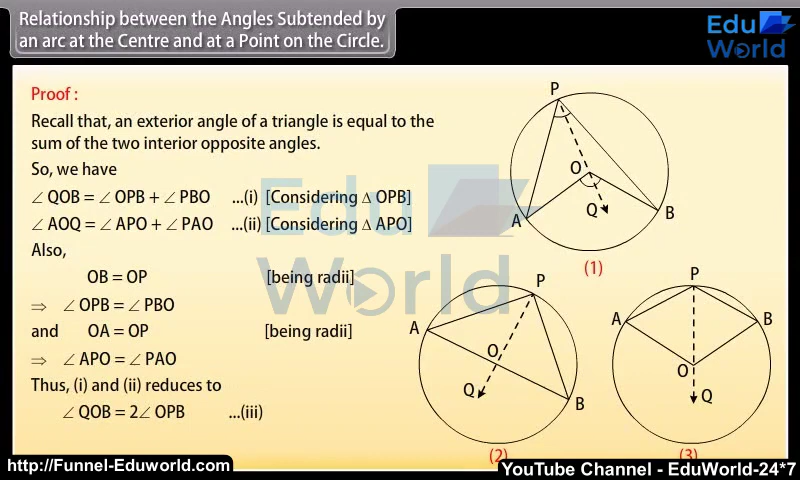 Relationship between the Angles Subtended by
an arc at the Centre and at a Point on the Circle.
Edu
World
Proof :
Recall that, an exterior angle of a triangle is equal to the
sum of the two interior opposite angles.
So, we have
∠ QOB = ∠ OPB + ∠ PBO ...(i) [Considering Δ OPB]
∠ AOQ = ∠ APO + ∠ PAO ...(ii) [Considering Δ APO]
Also,
OB = OP [being radii]
⇒ ∠ OPB = ∠ PBO
and OA = OP [being radii]
⇒ ∠ APO = ∠ PAO
Thus, (i) and (ii) reduces to
∠ QOB = 2∠ OPB ...(iii)
Edu
World
P
O
A
Q
B
(1)
P
A
O
Q
B
(2)
P
A
B
O
Q
(3)
http://Funnel-Eduworld.com
YouTube Channel - EduWorld-24*7